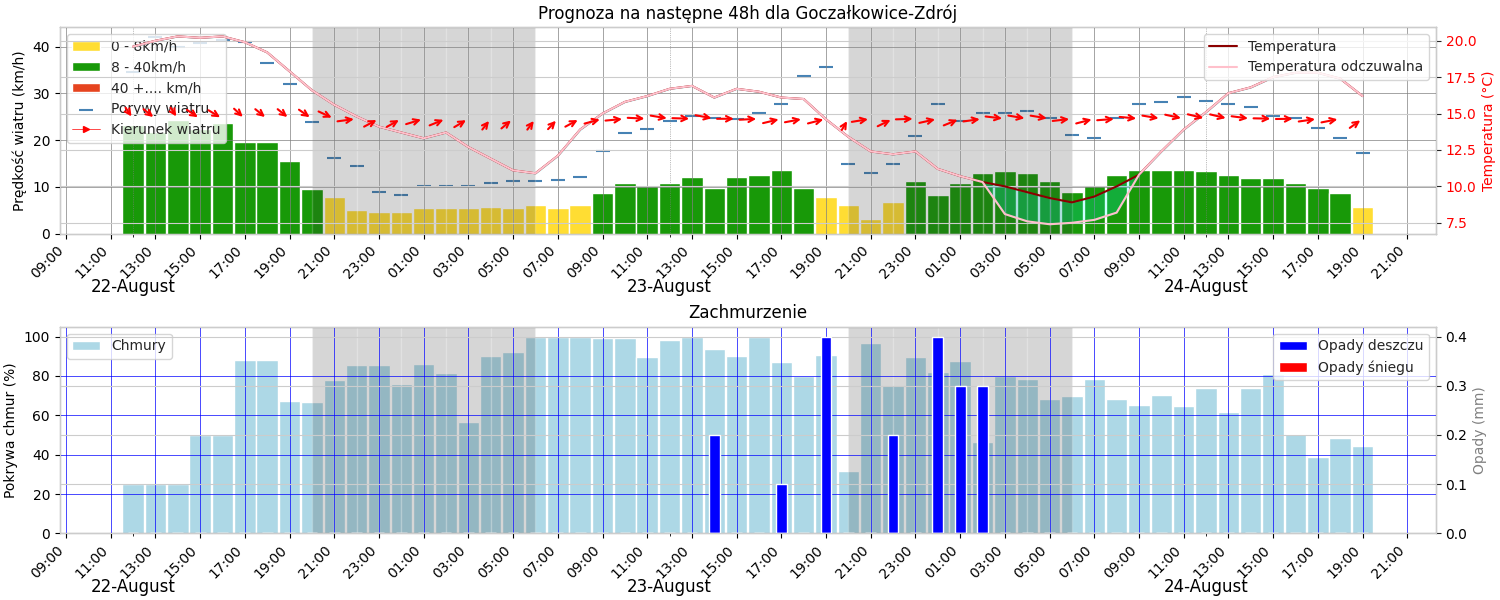 Prognoza na następne 48h dla Goczałkowice-Zdrój
Prędkość wiatru (km/h)
40
30
20
10
0
0 - 8km/h
8 - 40km/h
40 +.... km/h
Porywy wiatru
Kierunek wiatru
Temperatura
Temperatura odczuwalna
20.0
17.5
15.0
12.5
10.0
7.5
Temperatura (°C)
09:00 11:00 13:00 15:00 17:00 19:00 21:00 23:00 01:00 03:00 05:00 07:00 09:00 11:00 13:00 15:00 17:00 19:00 21:00 23:00 01:00 03:00 05:00 07:00 09:00 11:00 13:00 15:00 17:00 19:00 21:00
22-August 23-August 24-August
Zachmurzenie
Pokrywa chmur (%)
100
80
60
40
20
0
Chmury
Opady deszczu
Opady śniegu
0.4
0.3
0.2
0.1
0.0
Opady (mm)
09:00 11:00 13:00 15:00 17:00 19:00 21:00 23:00 01:00 03:00 05:00 07:00 09:00 11:00 13:00 15:00 17:00 19:00 21:00 23:00 01:00 03:00 05:00 07:00 09:00 11:00 13:00 15:00 17:00 19:00 21:00
22-August 23-August 24-August